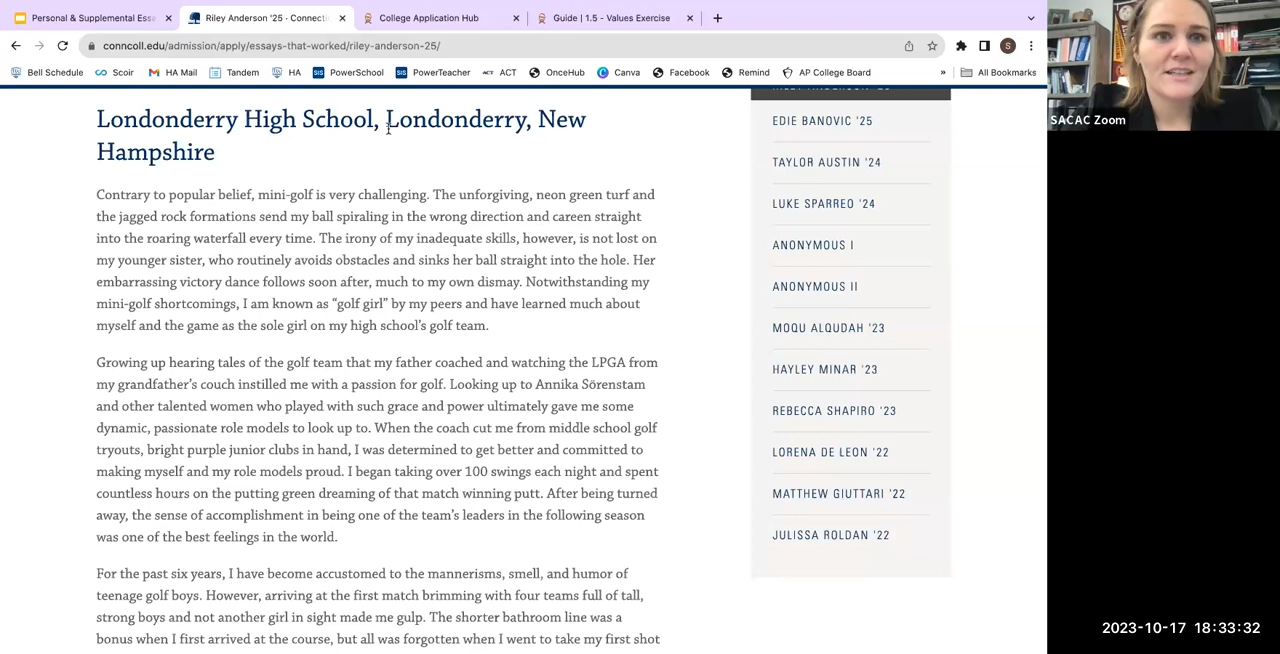 Personal & Supplemental Essa
Riley Anderson '25 · Connecti
College Application Hub
Guide | 1.5 - Values Exercise
conncoll.edu/admission/apply/essays-that-worked/riley-anderson-25/
S
Bell Schedule
Scoir
HA Mail
Tandem
HA
SIS PowerSchool
SIS PowerTeacher
ACT ACT
OnceHub
Canva
Facebook
Remind
AP College Board
»
All Bookmarks
Londonderry High School, Londonderry, New
Hampshire
Contrary to popular belief, mini-golf is very challenging. The unforgiving, neon green turf and
the jagged rock formations send my ball spiraling in the wrong direction and careen straight
into the roaring waterfall every time. The irony of my inadequate skills, however, is not lost on
my younger sister, who routinely avoids obstacles and sinks her ball straight into the hole. Her
embarrassing victory dance follows soon after, much to my own dismay. Notwithstanding my
mini-golf shortcomings, I am known as “golf girl” by my peers and have learned much about
myself and the game as the sole girl on my high school’s golf team.
Growing up hearing tales of the golf team that my father coached and watching the LPGA from
my grandfather’s couch instilled me with a passion for golf. Looking up to Annika Sörenstam
and other talented women who played with such grace and power ultimately gave me some
dynamic, passionate role models to look up to. When the coach cut me from middle school golf
tryouts, bright purple junior clubs in hand, I was determined to get better and committed to
making myself and my role models proud. I began taking over 100 swings each night and spent
countless hours on the putting green dreaming of that match winning putt. After being turned
away, the sense of accomplishment in being one of the team’s leaders in the following season
was one of the best feelings in the world.
For the past six years, I have become accustomed to the mannerisms, smell, and humor of
teenage golf boys. However, arriving at the first match brimming with four teams full of tall,
strong boys and not another girl in sight made me gulp. The shorter bathroom line was a
bonus when I first arrived at the course, but all was forgotten when I went to take my first shot
EDIE BANOVIC '25
TAYLOR AUSTIN '24
LUKE SPARREO '24
ANONYMOUS I
ANONYMOUS II
MOQU ALQUDAH '23
HAYLEY MINAR '23
REBECCA SHAPIRO '23
LORENA DE LEON '22
MATTHEW GIUTTARI '22
JULISSA ROLDAN '22
SACAC Zoom
2023-10-17 18:33:32